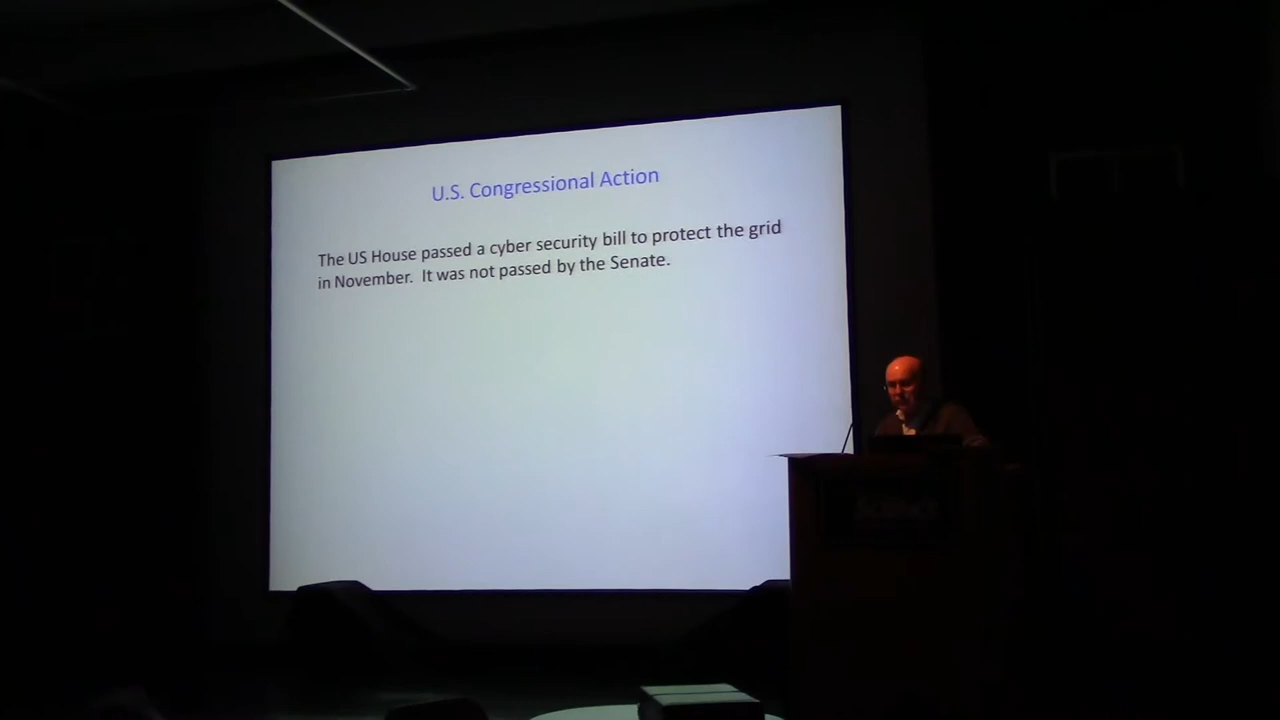 U.S. Congressional Action
The US House passed a cyber security bill to protect the grid
in November. It was not passed by the Senate.